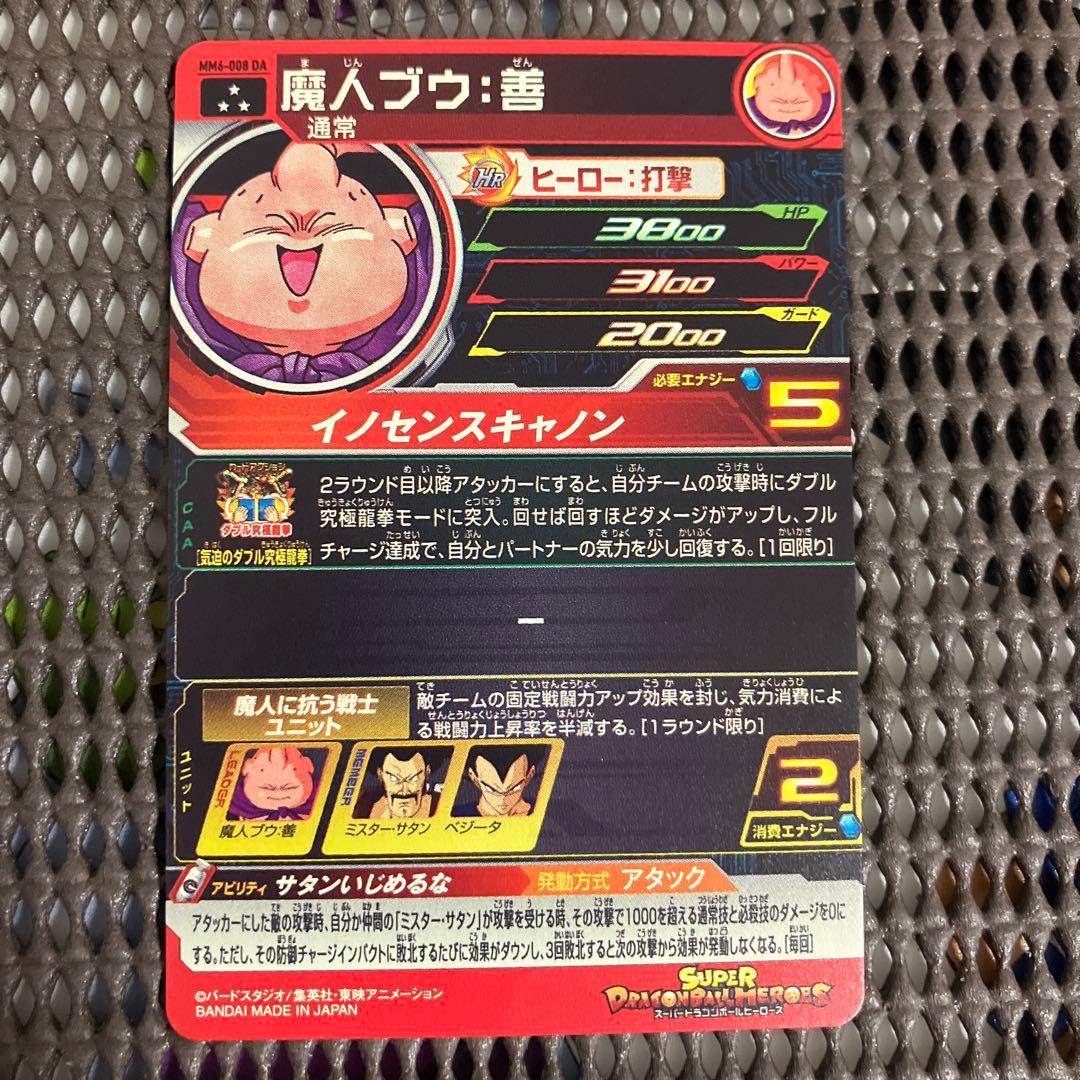 MM6-008 DA
魔人ブウ:善
通常
HR
ヒーロー:打撃
HP
3800
パワー
3100
ガード
2000
必要エナジー
5
イノセンスキャノン
CAA
カードアクション
ダブル究極龍拳
[気迫のダブル究極龍拳]
2ラウンド目以降アタッカーにすると、自分チームの攻撃時にダブル
究極龍拳モードに突入。回せば回すほどダメージがアップし、フル
チャージ達成で、自分とパートナーの気力を少し回復する。[1回限り]
ー
ユニット
魔人に抗う戦士
ユニット
敵チームの固定戦闘力アップ効果を封じ、気力消費によ
る戦闘力上昇率を半減する。[1ラウンド限り]
LEADER
魔人ブウ:善
MEMBER
ミスター・サタン
ベジータ
2
消費エナジー
アビリティ サタンいじめるな
発動方式 アタック
アタッカーにした敵の攻撃時、自分か仲間の「ミスター・サタン」が攻撃を受ける時、その攻撃で1000を超える通常技と必殺技のダメージを0に
する。ただし、その防御チャージインパクトに敗北するたびに効果がダウンし、3回敗北すると次の攻撃から効果が発動しなくなる。[毎回]
©バードスタジオ/集英社・東映アニメーション
BANDAI MADE IN JAPAN
SUPER
DRAGONBALL HEROES
スーパードラゴンボールヒーローズ